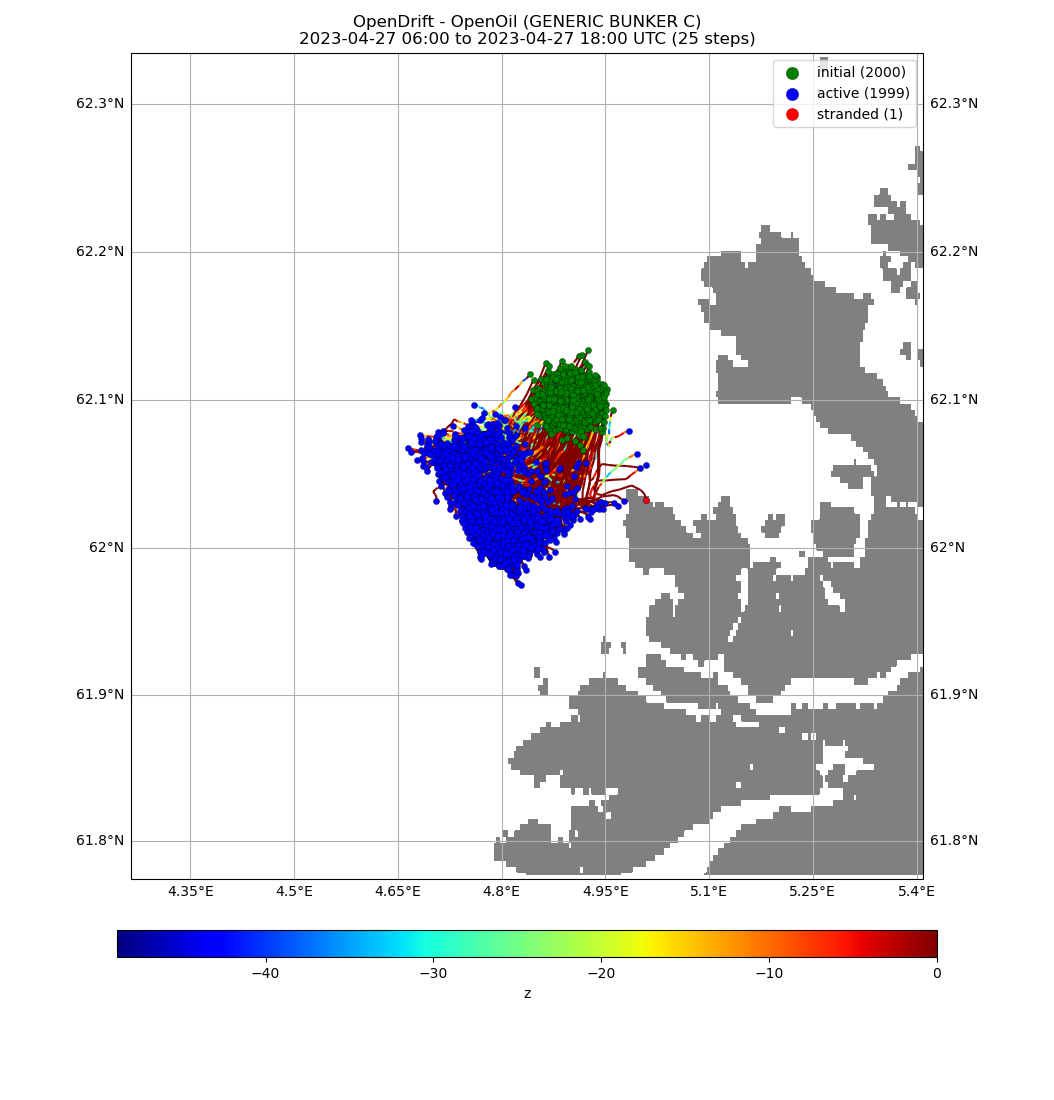 OpenDrift - OpenOil (GENERIC BUNKER C)
2023-04-27 06:00 to 2023-04-27 18:00 UTC (25 steps)
initial (2000)
active (1999)
stranded (1)
62.3°N 62.3°N
62.2°N 62.2°N
62.1°N 62.1°N
62°N 62°N
61.9°N 61.9°N
61.8°N 61.8°N
4.35°E 4.5°E 4.65°E 4.8°E 4.95°E 5.1°E 5.25°E 5.4°E
−40 −30 −20 −10 0
z